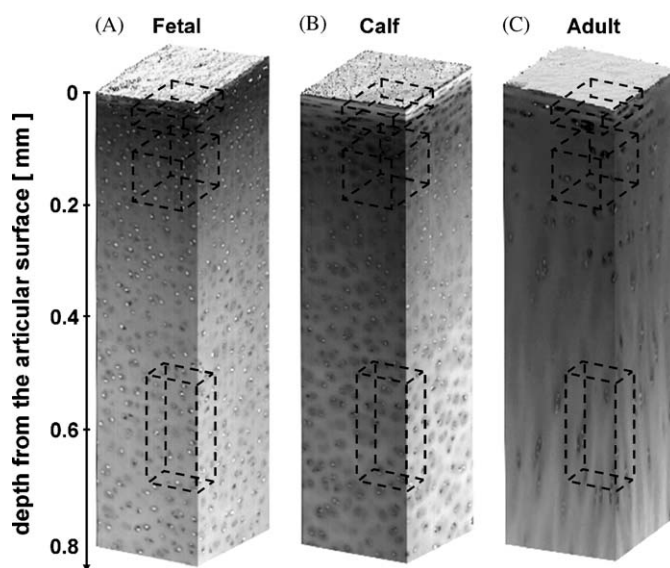 (A) Fetal
(B) Calf
(C) Adult
depth from the articular surface [ mm ]
0
0.2
0.4
0.6
0.8